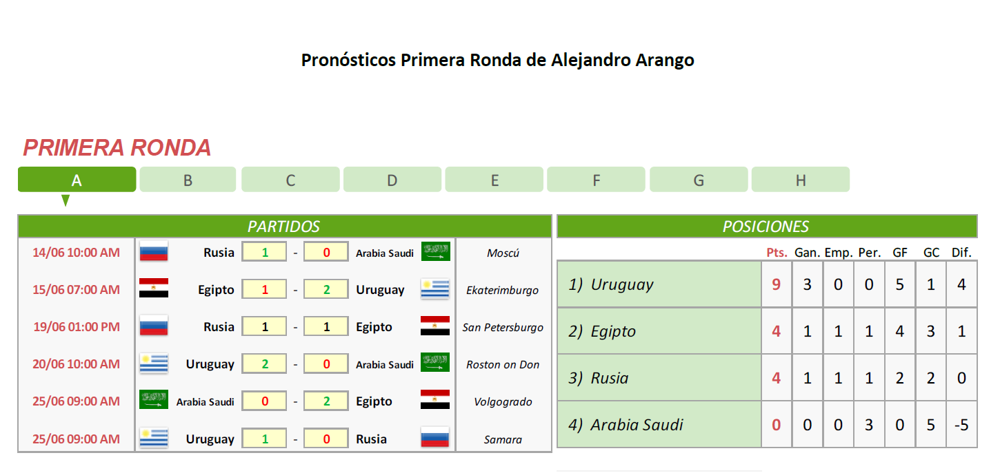 Pronósticos Primera Ronda de Alejandro Arango
PRIMERA RONDA
A B C D E F G H
PARTIDOS
14/06 10:00 AM Rusia 1 - 0 Arabia Saudi Moscú
15/06 07:00 AM Egipto 1 - 2 Uruguay Ekaterimburgo
19/06 01:00 PM Rusia 1 - 1 Egipto San Petersburgo
20/06 10:00 AM Uruguay 2 - 0 Arabia Saudi Roston on Don
25/06 09:00 AM Arabia Saudi 0 - 2 Egipto Volgogrado
25/06 09:00 AM Uruguay 1 - 0 Rusia Samara
POSICIONES
Pts. Gan. Emp. Per. GF GC Dif.
1) Uruguay 9 3 0 0 5 1 4
2) Egipto 4 1 1 1 4 3 1
3) Rusia 4 1 1 1 2 2 0
4) Arabia Saudi 0 0 0 3 0 5 -5